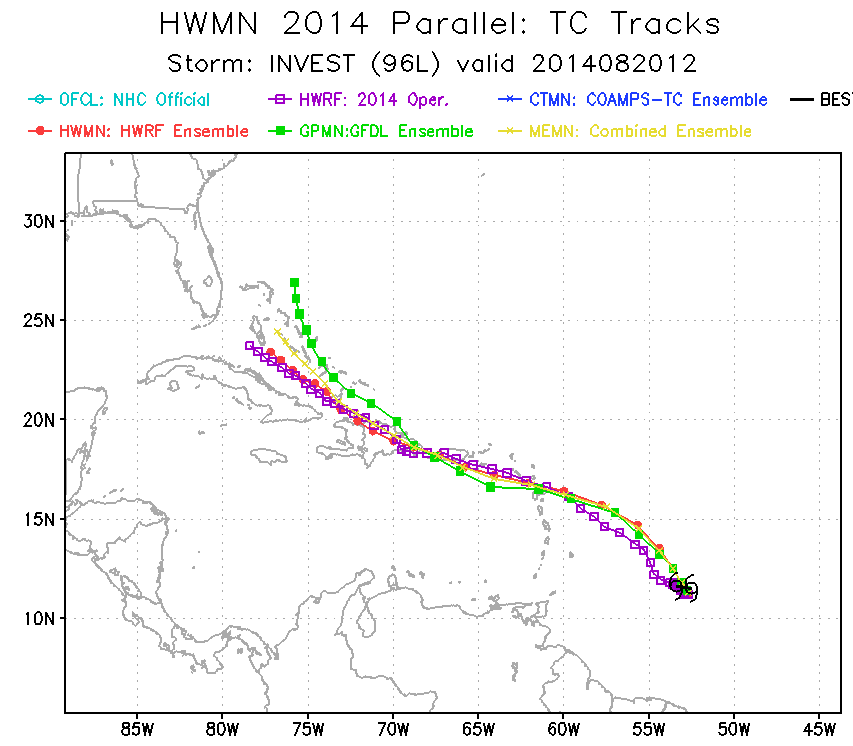 HWMN 2014 Parallel: TC Tracks
Storm: INVEST (96L) valid 2014082012
OFCL: NHC Official HWRF: 2014 Oper. CTMN: COAMPS-TC Ensemble BEST
HWMN: HWRF Ensemble GPMN:GFDL Ensemble MEMN: Combined Ensemble
30N
25N
20N
15N
10N
85W 80W 75W 70W 65W 60W 55W 50W 45W